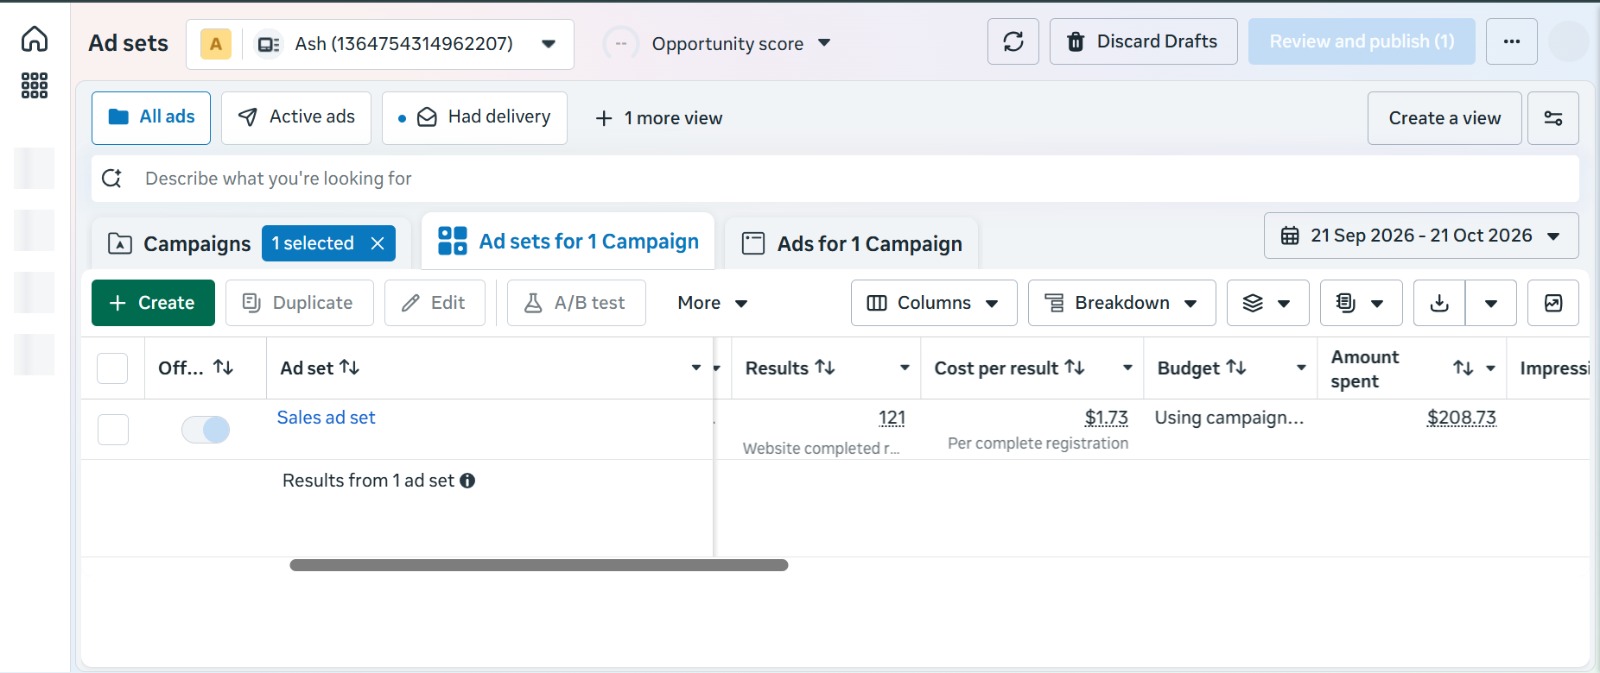 Ad sets
A
Ash (1364754314962207)
--
Opportunity score
Discard Drafts
Review and publish (1)
...
All ads
Active ads
Had delivery
+ 1 more view
Create a view
Describe what you're looking for
Campaigns
1 selected
Ad sets for 1 Campaign
Ads for 1 Campaign
21 Sep 2026 - 21 Oct 2026
+ Create
Duplicate
Edit
A/B test
More
Columns
Breakdown
Off...
Ad set
Results
Cost per result
Budget
Amount
spent
Impressi
Sales ad set
121
Website completed r...
$1.73
Per complete registration
Using campaign...
$208.73
Results from 1 ad set